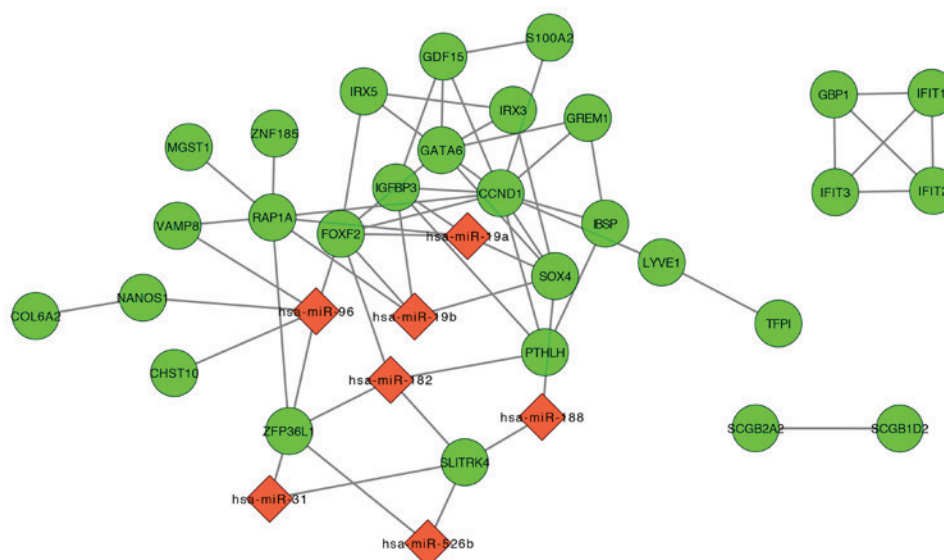 S100A2
GDF15
IRX5
IRX3
GREM1
GBP1
IFIT1
ZNF185
MGST1
GATA6
IGFBP3
CCND1
IFIT3
IFIT2
VAMP8
RAP1A
FOXF2
hsa-miR-19a
IBSP
LYVE1
SOX4
COL6A2
NANOS1
hsa-miR-96
hsa-miR-19b
TFPI
PTHLH
CHST10
hsa-miR-182
hsa-miR-188
ZFP36L1
SCGB2A2
SCGB1D2
SLITRK4
hsa-miR-31
hsa-miR-526b